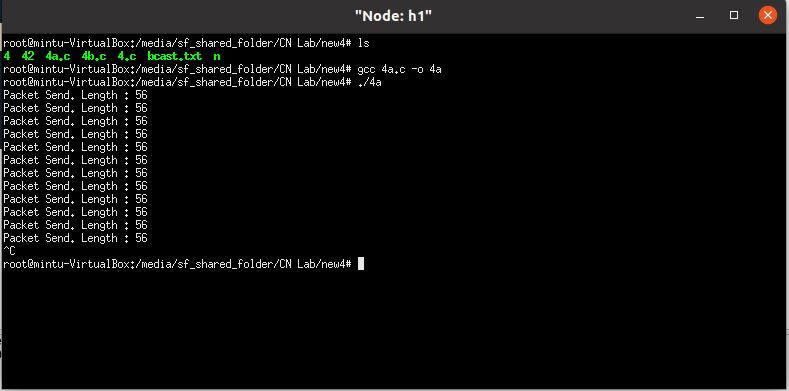 "Node: h1"
root@mintu-VirtualBox:/media/sf_shared_folder/CN Lab/new4# ls
4  42  4a.c  4b.c  4.c  bcast.txt  n
root@mintu-VirtualBox:/media/sf_shared_folder/CN Lab/new4# gcc 4a.c -o 4a
root@mintu-VirtualBox:/media/sf_shared_folder/CN Lab/new4# ./4a
Packet Send. Length : 56
Packet Send. Length : 56
Packet Send. Length : 56
Packet Send. Length : 56
Packet Send. Length : 56
Packet Send. Length : 56
Packet Send. Length : 56
Packet Send. Length : 56
Packet Send. Length : 56
Packet Send. Length : 56
Packet Send. Length : 56
Packet Send. Length : 56
^C
root@mintu-VirtualBox:/media/sf_shared_folder/CN Lab/new4#